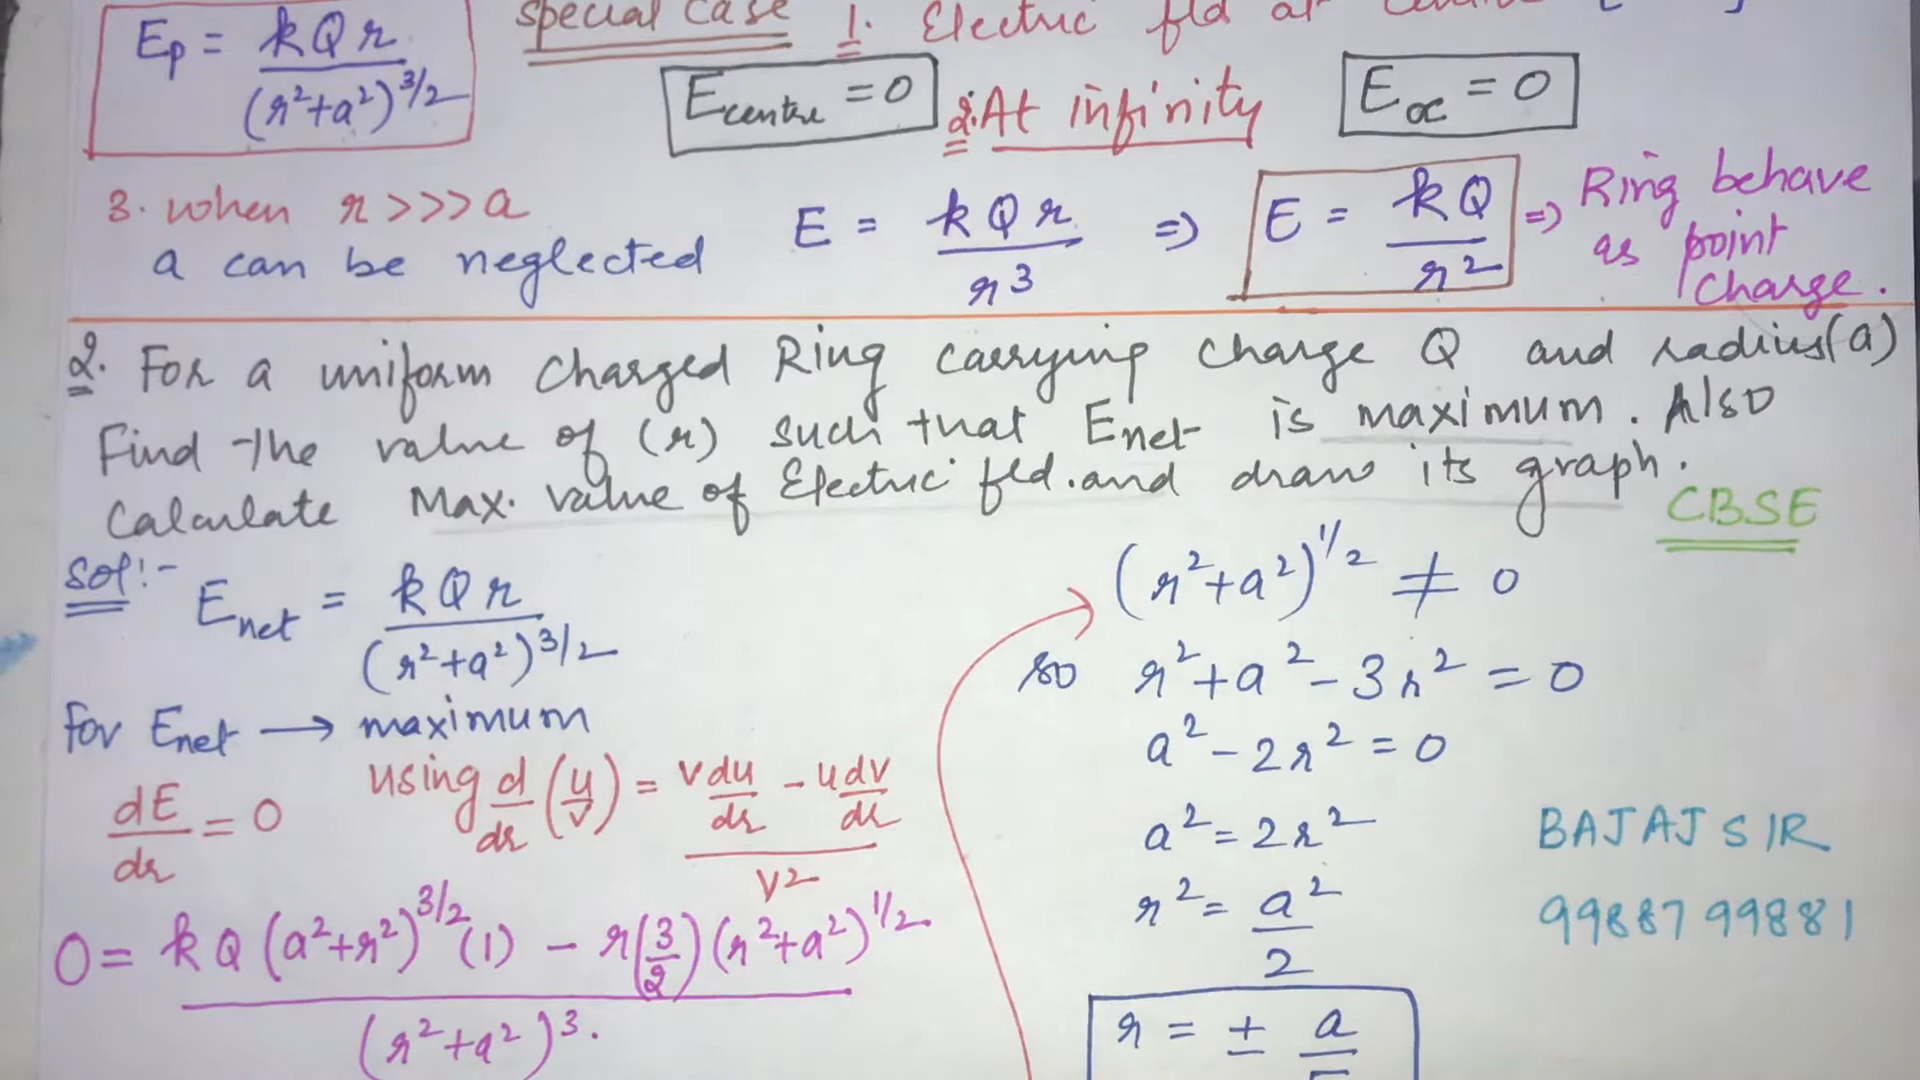 Ep = kQr / (r²+a²)^3/2
special case
1. Electric fld at
E centre = 0
2. At infinity
E∝ = 0
3. when r>>>a
a can be neglected
E = kQr / r³ ⇒ E = kQ / r² ⇒ Ring behave
as point
charge.
Q. For a uniform charged Ring carrying charge Q and radius(a)
Find the value of (r) such that Enet is maximum. Also
Calculate Max. value of Electric fld. and draw its graph.
CBSE
Sol:- Enet = kQr / (r²+a²)^3/2
for Enet → maximum
dE/dr = 0 using d/dr (u/v) = (v du/dr - u dv/dr) / v²
0 = kQ(a²+r²)^3/2 (1) - r(3/2)(r²+a²)^1/2 / (r²+a²)³.
(r²+a²)^1/2 ≠ 0
so r²+a²-3r² = 0
a²-2r² = 0
a² = 2r²
r² = a²/2
r = ± a
BAJAJ SIR
99887 99881